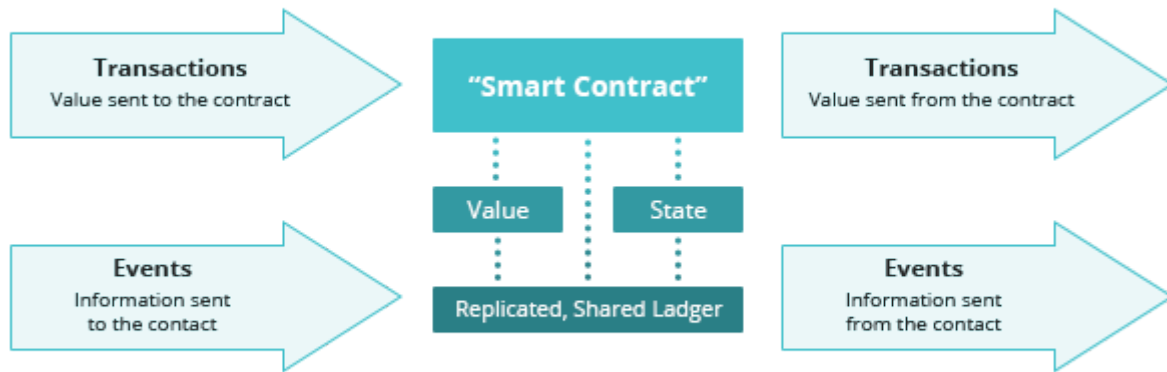 Transactions
Value sent to the contract
"Smart Contract"
Transactions
Value sent from the contract
Value
State
Events
Information sent
to the contact
Replicated, Shared Ladger
Events
Information sent
from the contact